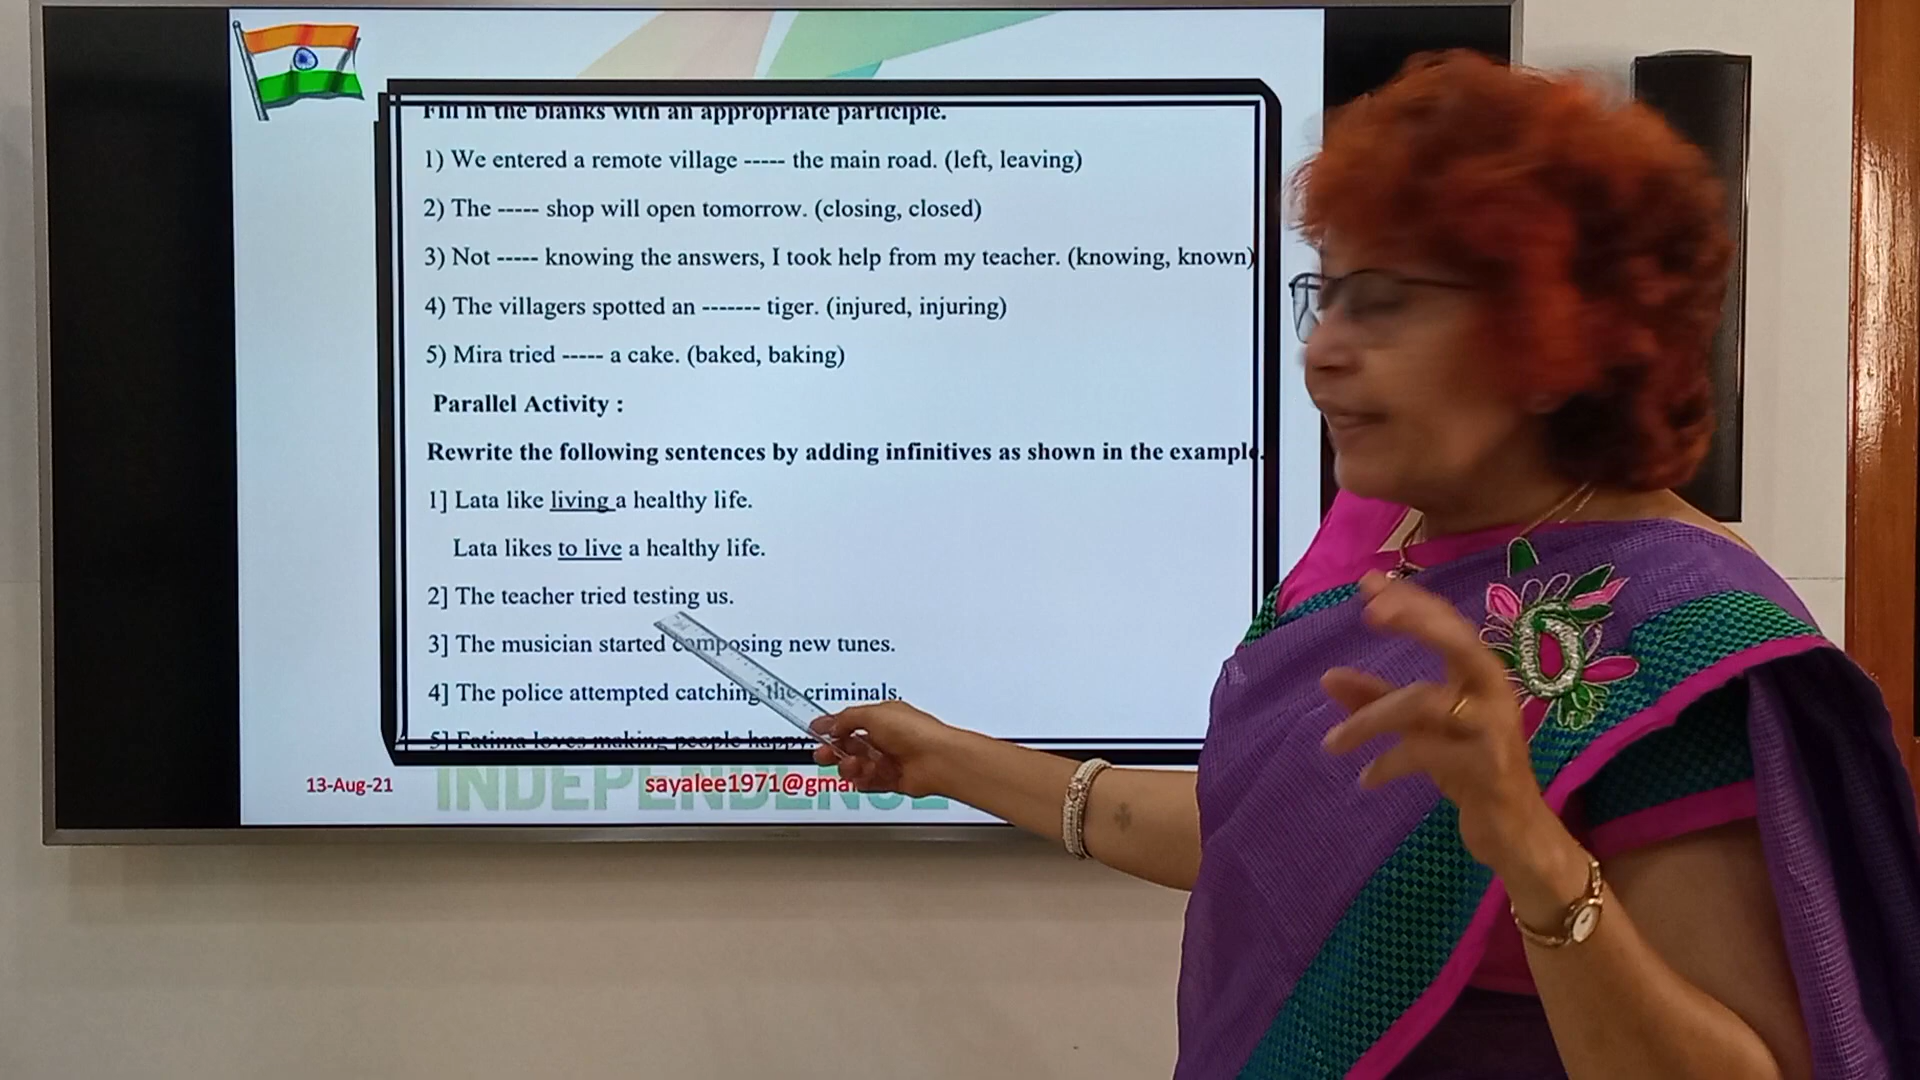 Fill in the blanks with an appropriate participle.
1) We entered a remote village ----- the main road. (left, leaving)
2) The ----- shop will open tomorrow. (closing, closed)
3) Not ----- knowing the answers, I took help from my teacher. (knowing, known)
4) The villagers spotted an ------- tiger. (injured, injuring)
5) Mira tried ----- a cake. (baked, baking)
Parallel Activity :
Rewrite the following sentences by adding infinitives as shown in the example.
1] Lata like living a healthy life.
Lata likes to live a healthy life.
2] The teacher tried testing us.
3] The musician started composing new tunes.
4] The police attempted catching the criminals.
5] Fatima loves making people happy.
INDEPENDENCE
13-Aug-21 sayalee1971@gma